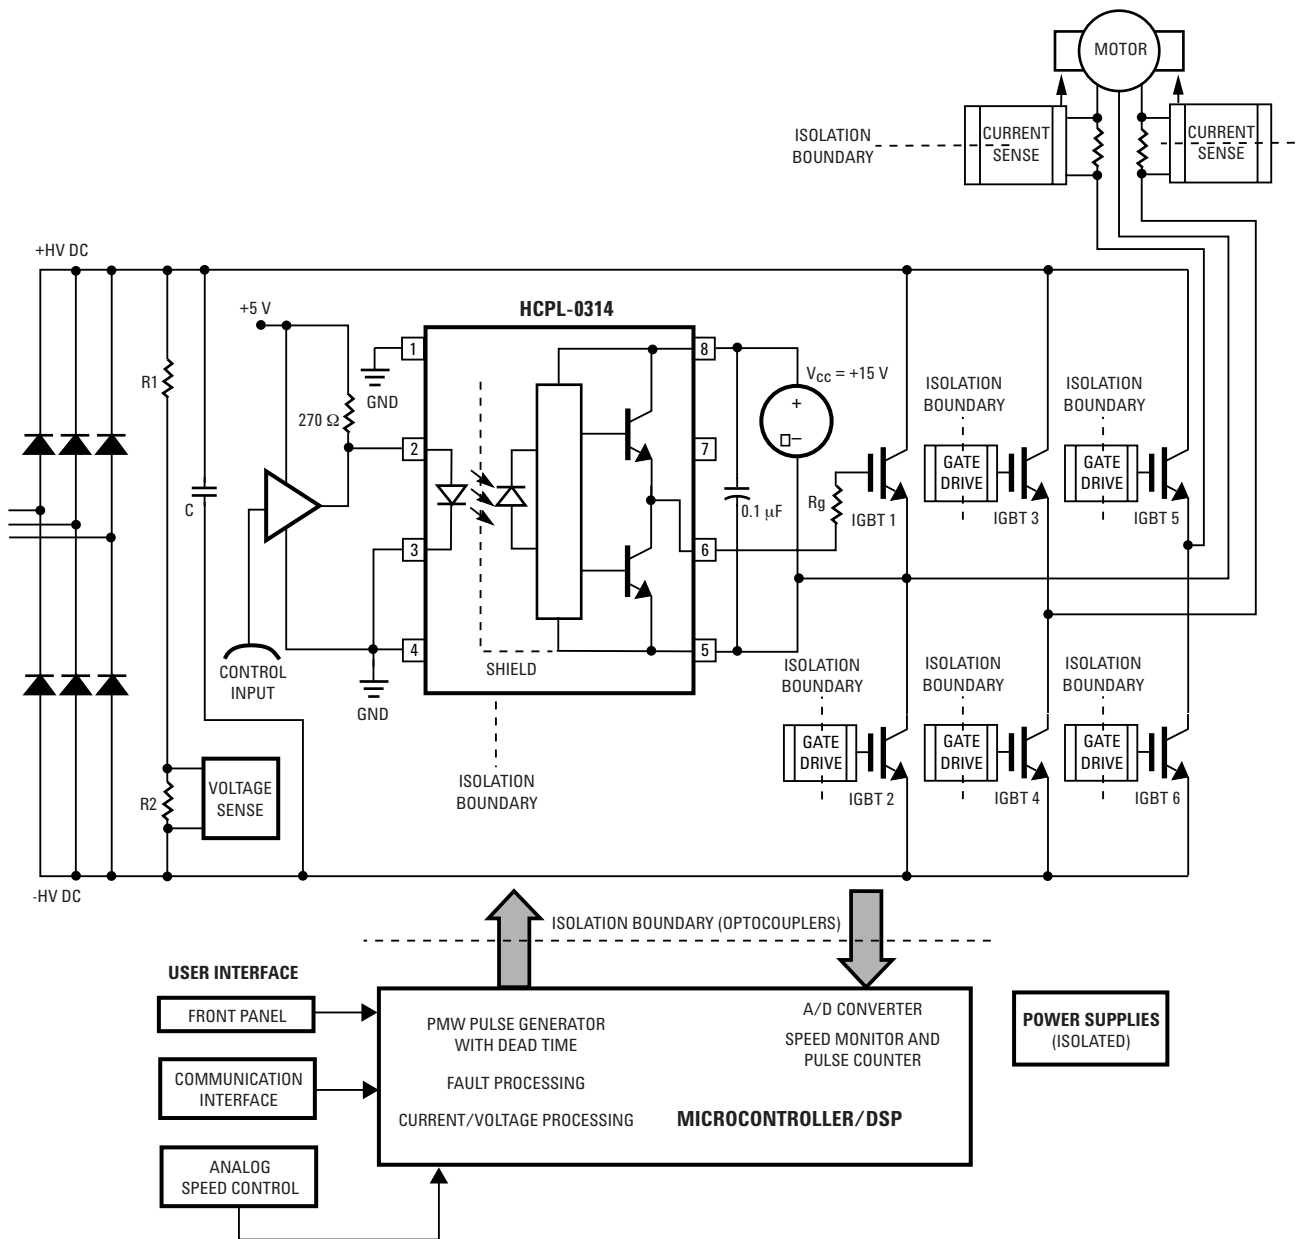 MOTOR
ISOLATION
BOUNDARY
CURRENT
SENSE
CURRENT
SENSE
+HV DC
HCPL-0314
+5 V
1
8
R1
GND
VCC = +15 V
+
–
ISOLATION
BOUNDARY
ISOLATION
BOUNDARY
270 Ω
2
7
GATE
DRIVE
GATE
DRIVE
C
0.1 µF
Rg
IGBT 1
IGBT 3
IGBT 5
3
6
4
5
SHIELD
CONTROL
INPUT
GND
ISOLATION
BOUNDARY
ISOLATION
BOUNDARY
ISOLATION
BOUNDARY
GATE
DRIVE
GATE
DRIVE
GATE
DRIVE
ISOLATION
BOUNDARY
R2
VOLTAGE
SENSE
IGBT 2
IGBT 4
IGBT 6
-HV DC
ISOLATION BOUNDARY (OPTOCOUPLERS)
USER INTERFACE
FRONT PANEL
COMMUNICATION
INTERFACE
ANALOG
SPEED CONTROL
PMW PULSE GENERATOR
WITH DEAD TIME
FAULT PROCESSING
CURRENT/VOLTAGE PROCESSING
A/D CONVERTER
SPEED MONITOR AND
PULSE COUNTER
MICROCONTROLLER/DSP
POWER SUPPLIES
(ISOLATED)